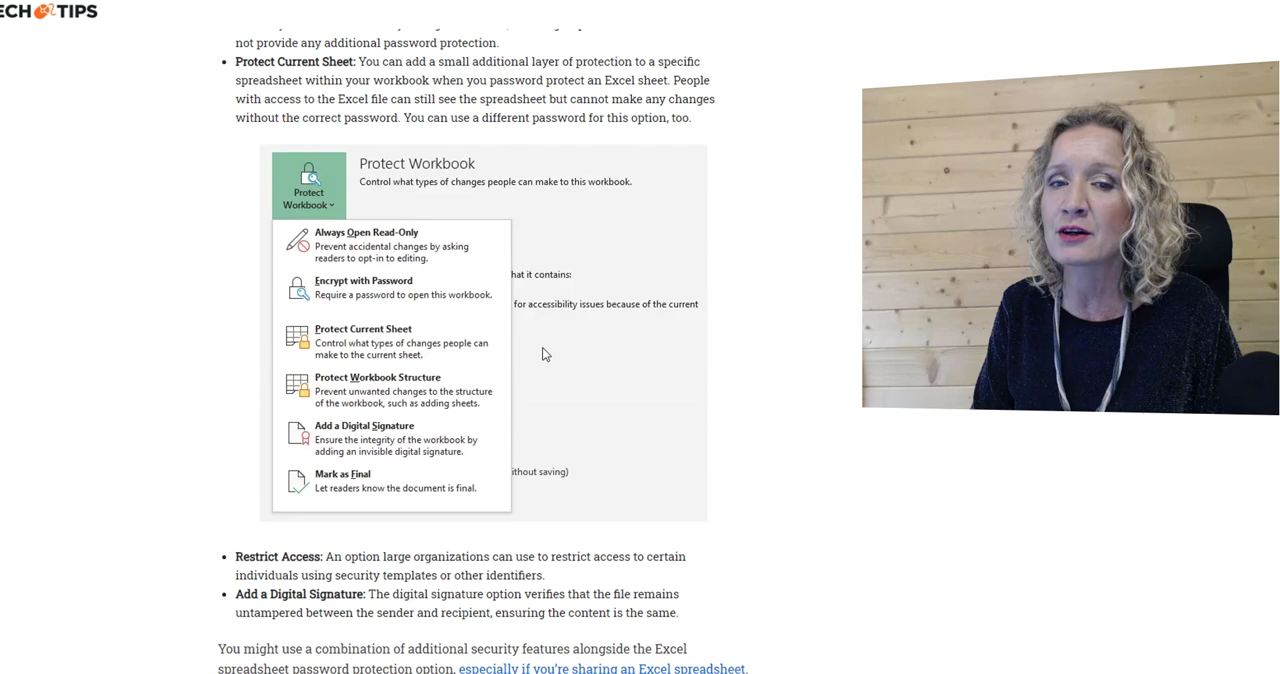 ECH TIPS
not provide any additional password protection.
• Protect Current Sheet: You can add a small additional layer of protection to a specific
spreadsheet within your workbook when you password protect an Excel sheet. People
with access to the Excel file can still see the spreadsheet but cannot make any changes
without the correct password. You can use a different password for this option, too.
Protect Workbook
Control what types of changes people can make to this workbook.
Protect
Workbook
Always Open Read-Only
Prevent accidental changes by asking
readers to opt-in to editing.
Encrypt with Password
Require a password to open this workbook.
Protect Current Sheet
Control what types of changes people can
make to the current sheet.
Protect Workbook Structure
Prevent unwanted changes to the structure
of the workbook, such as adding sheets.
Add a Digital Signature
Ensure the integrity of the workbook by
adding an invisible digital signature.
Mark as Final
Let readers know the document is final.
hat it contains:
for accessibility issues because of the current
ithout saving)
• Restrict Access: An option large organizations can use to restrict access to certain
individuals using security templates or other identifiers.
• Add a Digital Signature: The digital signature option verifies that the file remains
untampered between the sender and recipient, ensuring the content is the same.
You might use a combination of additional security features alongside the Excel
spreadsheet password protection option, especially if you're sharing an Excel spreadsheet.